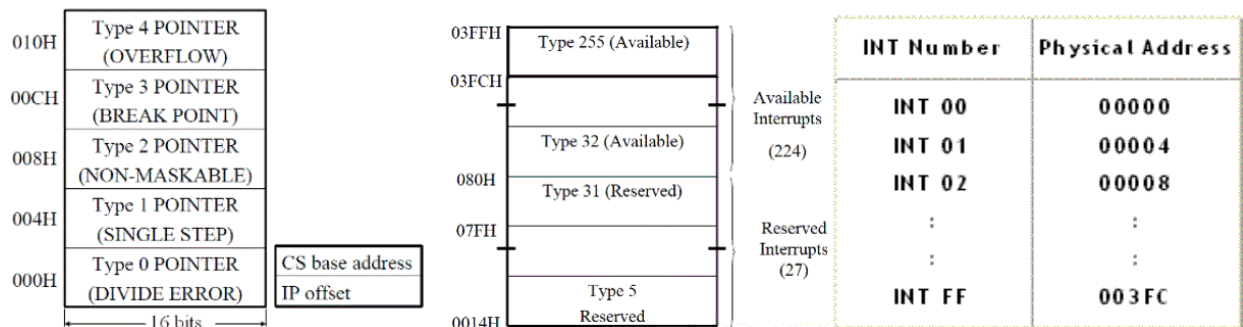 010H
Type 4 POINTER
(OVERFLOW)
00CH
Type 3 POINTER
(BREAK POINT)
008H
Type 2 POINTER
(NON-MASKABLE)
004H
Type 1 POINTER
(SINGLE STEP)
000H
Type 0 POINTER
(DIVIDE ERROR)
CS base address
IP offset
16 bits
03FFH
Type 255 (Available)
03FCH
Type 32 (Available)
080H
Type 31 (Reserved)
07FH
Type 5
Reserved
0014H
Available
Interrupts
(224)
Reserved
Interrupts
(27)
INT Number Physical Address
INT 00 00000
INT 01 00004
INT 02 00008
: :
: :
INT FF 003FC